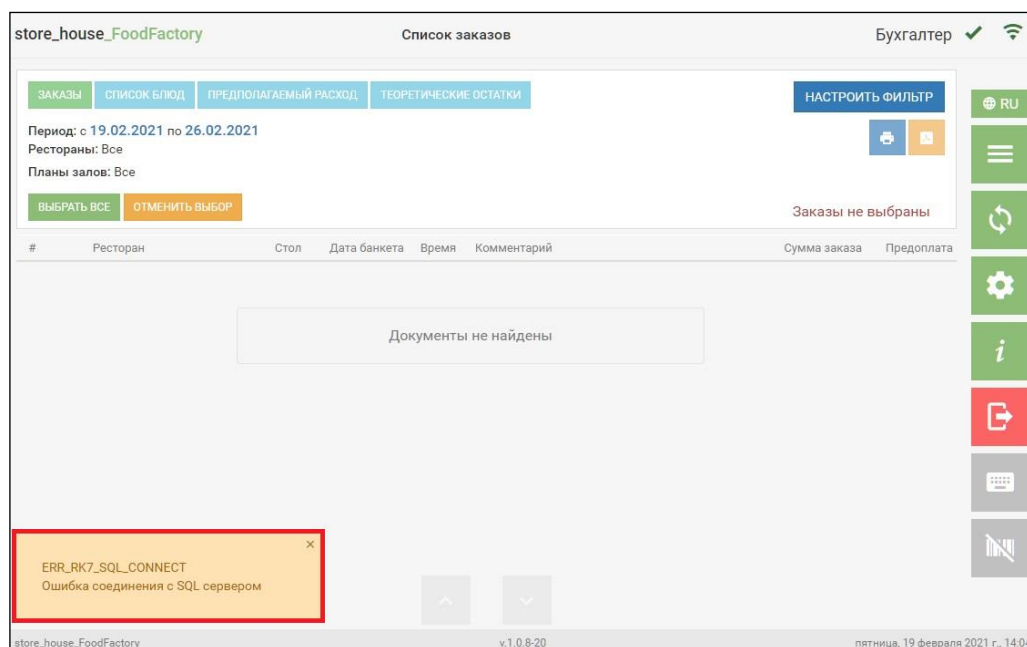 store_house_FoodFactory Список заказов Бухгалтер
ЗАКАЗЫ СПИСОК БЛЮД ПРЕДПОЛАГАЕМЫЙ РАСХОД ТЕОРЕТИЧЕСКИЕ ОСТАТКИ НАСТРОИТЬ ФИЛЬТР
RU
Период: с 19.02.2021 по 26.02.2021
Рестораны: Все
Планы залов: Все
ВЫБРАТЬ ВСЕ ОТМЕНИТЬ ВЫБОР Заказы не выбраны
# Ресторан Стол Дата банкета Время Комментарий Сумма заказа Предоплата
Документы не найдены
i
ERR_RK7_SQL_CONNECT
Ошибка соединения с SQL сервером
store_house_FoodFactory v.1.0.8-20 пятница, 19 февраля 2021 г., 14:04